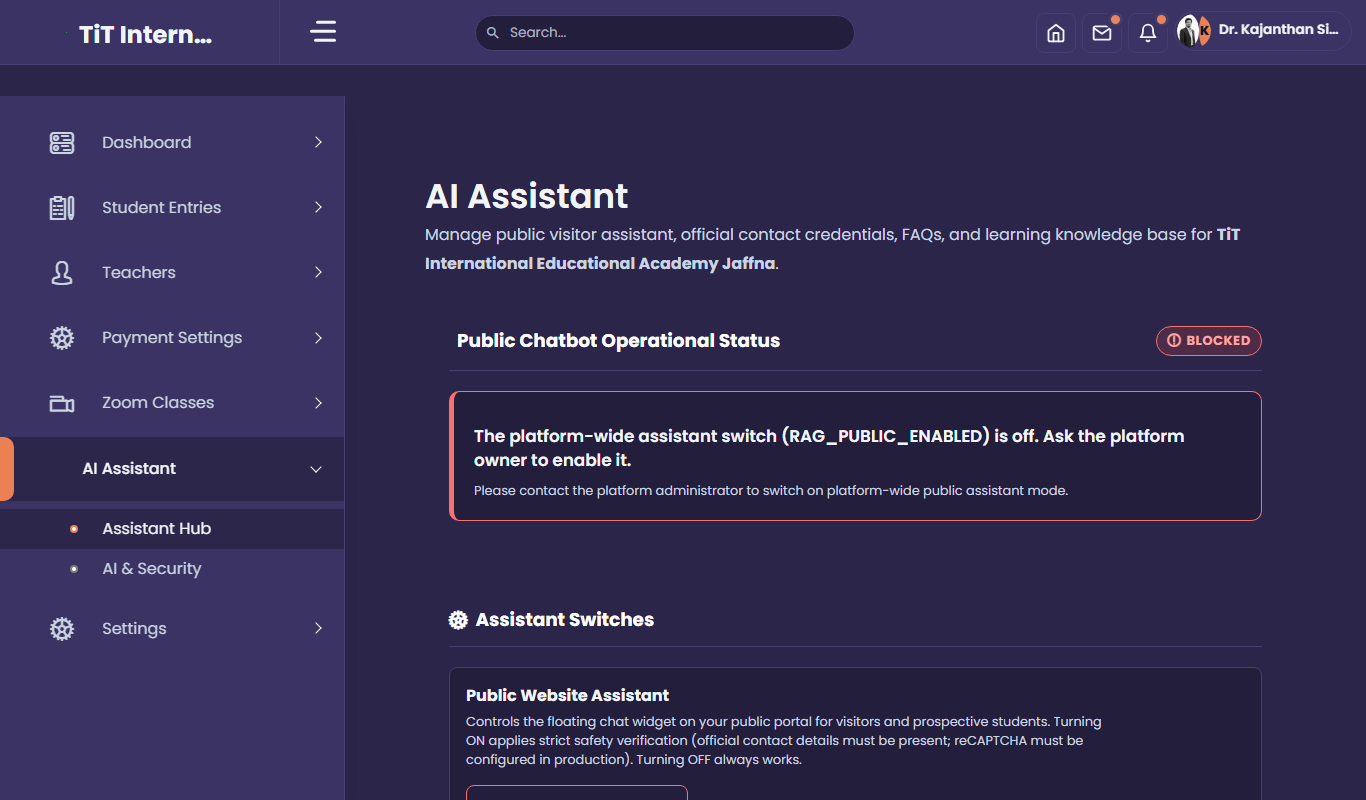 TiT Intern...
Search...
Dr. Kajanthan Si...
Dashboard
Student Entries
Teachers
Payment Settings
Zoom Classes
AI Assistant
Assistant Hub
AI & Security
Settings
AI Assistant
Manage public visitor assistant, official contact credentials, FAQs, and learning knowledge base for TiT
International Educational Academy Jaffna.
Public Chatbot Operational Status
BLOCKED
The platform-wide assistant switch (RAG_PUBLIC_ENABLED) is off. Ask the platform
owner to enable it.
Please contact the platform administrator to switch on platform-wide public assistant mode.
Assistant Switches
Public Website Assistant
Controls the floating chat widget on your public portal for visitors and prospective students. Turning
ON applies strict safety verification (official contact details must be present; reCAPTCHA must be
configured in production). Turning OFF always works.